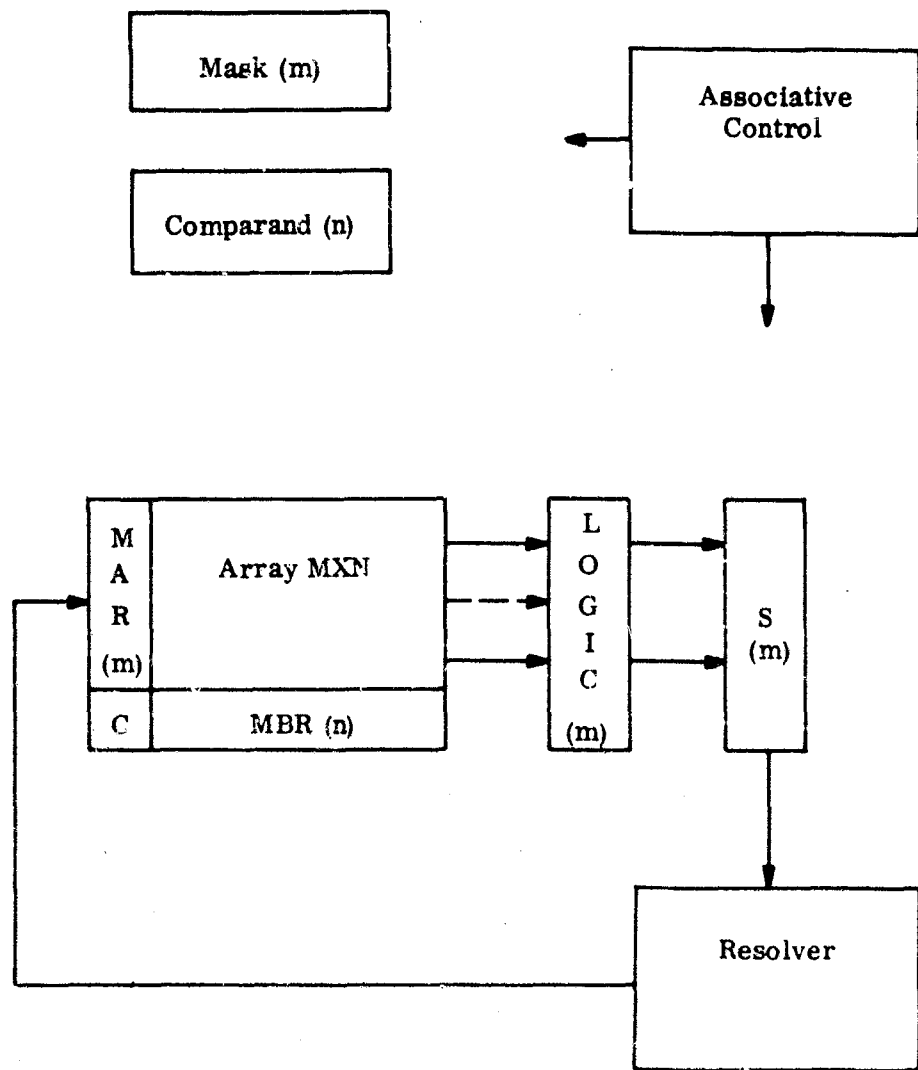 Mask (m)
Associative
Control
Comparand (n)
M
A
R
(m)
Array MXN
L
O
G
I
C
(m)
S
(m)
C
MBR (n)
Resolver